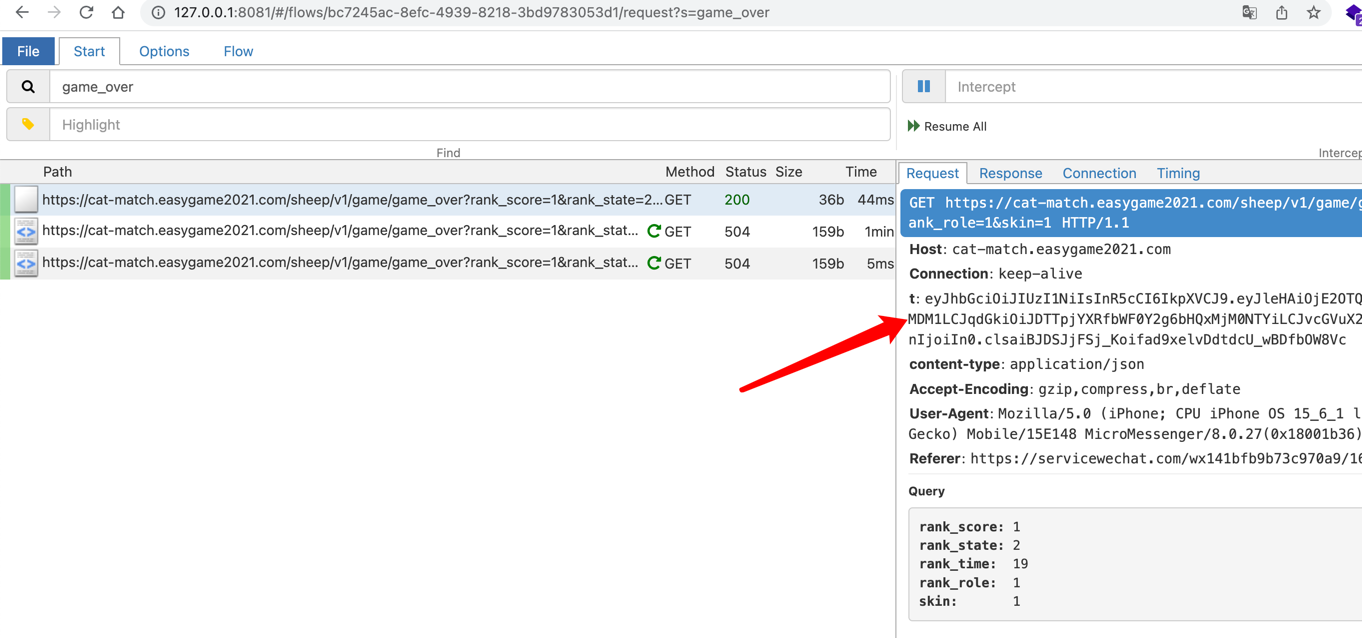 127.0.0.1:8081/#/flows/bc7245ac-8efc-4939-8218-3bd9783053d1/request?s=game_over
File Start Options Flow
game_over
Intercept
Highlight
Resume All
Find
Intercep
Path Method Status Size Time
Request Response Connection Timing
https://cat-match.easygame2021.com/sheep/v1/game/game_over?rank_score=1&rank_state=2... GET 200 36b 44ms
https://cat-match.easygame2021.com/sheep/v1/game/game_over?rank_score=1&rank_stat... GET 504 159b 1min
https://cat-match.easygame2021.com/sheep/v1/game/game_over?rank_score=1&rank_stat... GET 504 159b 5ms
GET https://cat-match.easygame2021.com/sheep/v1/game/g
ank_role=1&skin=1 HTTP/1.1
Host: cat-match.easygame2021.com
Connection: keep-alive
t: eyJhbGciOiJIUzI1NiIsInR5cCI6IkpXVCJ9.eyJleHAiOjE2OTQ
MDM1LCJqdGkiOiJDTTpjYXRfbWF0Y2g6bHQxMjM0NTYiLCJvcGVuX2
nIjoiIn0.clsaiBJDSJjFSj_Koifad9xelvDdtdcU_wBDfbOW8Vc
content-type: application/json
Accept-Encoding: gzip,compress,br,deflate
User-Agent: Mozilla/5.0 (iPhone; CPU iPhone OS 15_6_1 l
Gecko) Mobile/15E148 MicroMessenger/8.0.27(0x18001b36)
Referer: https://servicewechat.com/wx141bfb9b73c970a9/16
Query
rank_score: 1
rank_state: 2
rank_time: 19
rank_role: 1
skin: 1